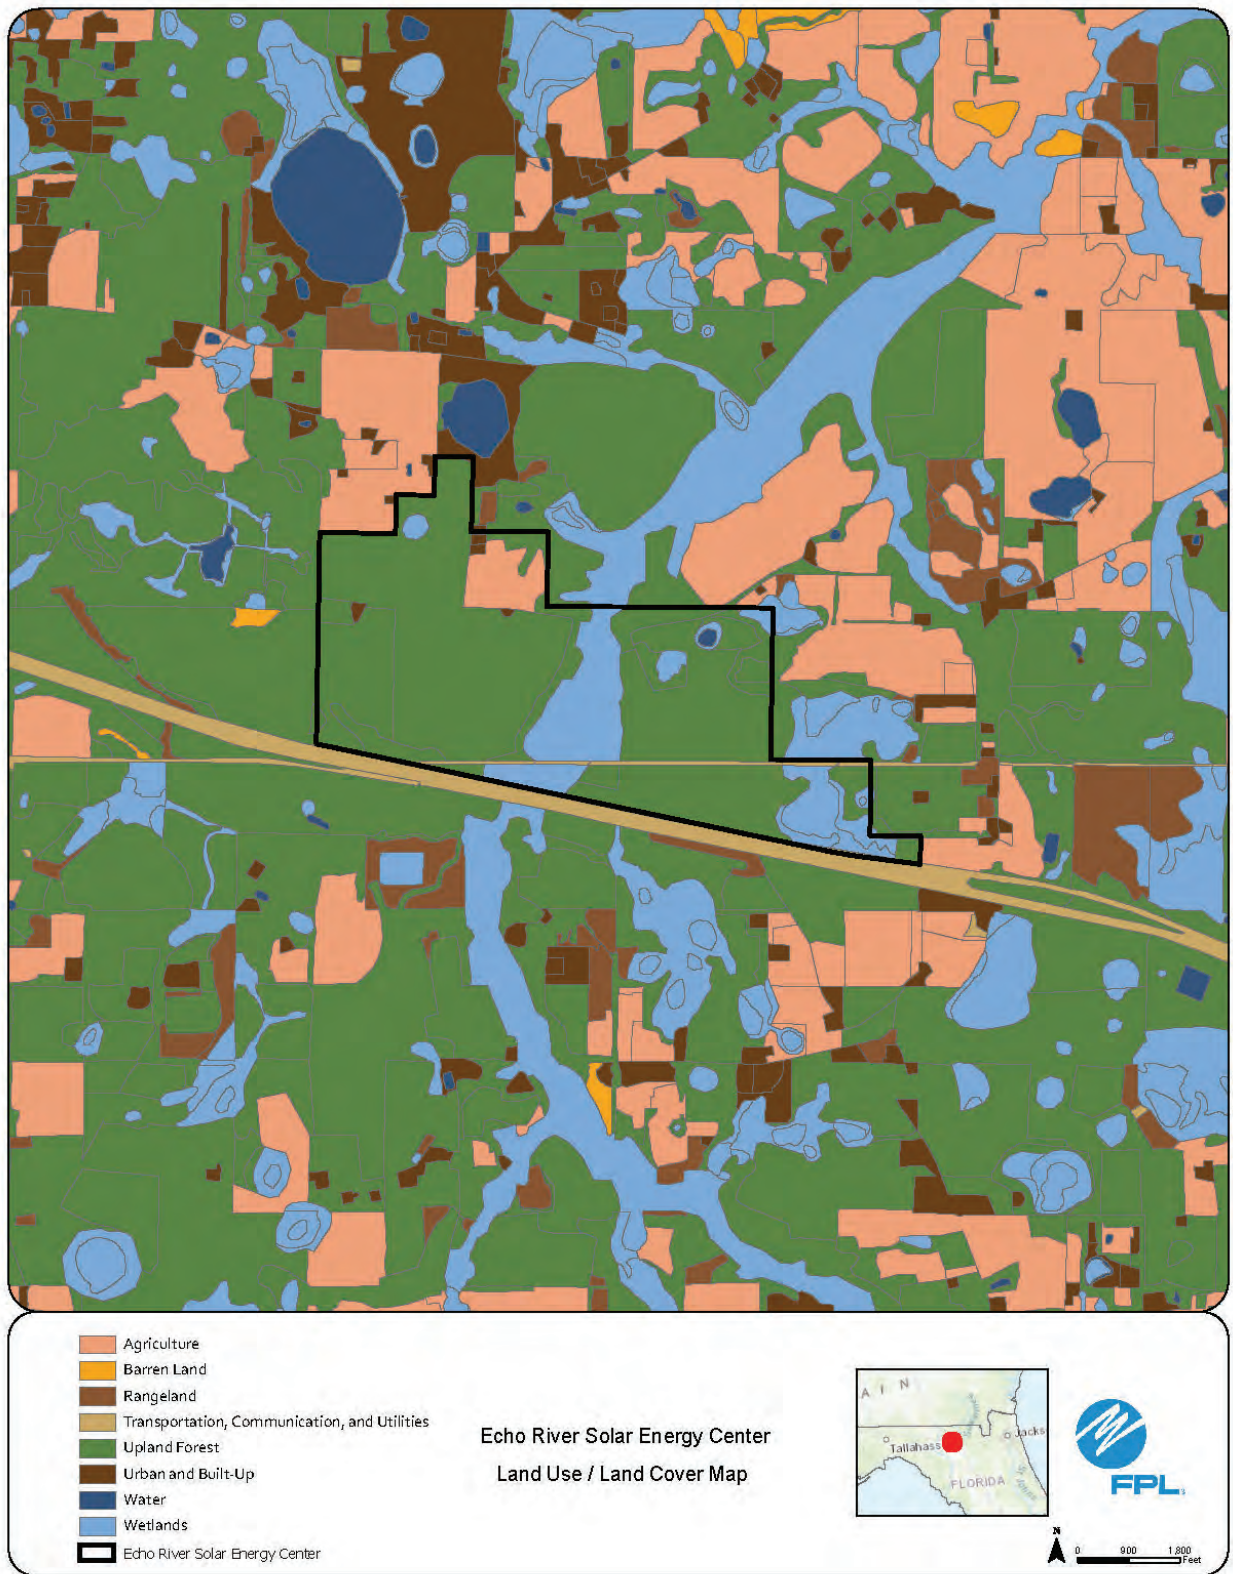 Agriculture
Barren Land
Rangeland
Transportation, Communication, and Utilities
Upland Forest
Urban and Built-Up
Water
Wetlands
Echo River Solar Energy Center
Echo River Solar Energy Center
Land Use / Land Cover Map
A I N
Tallahass
Jacks
FLORIDA
FPL
N
0 900 1,800
Feet